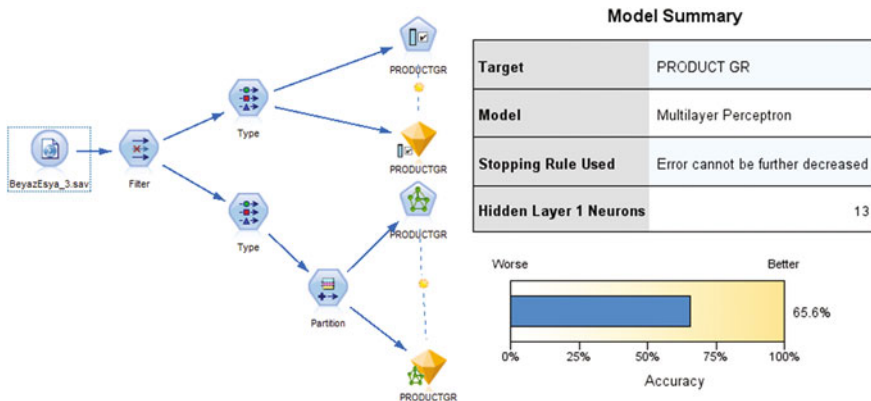 PRODUCTGR
Type
PRODUCTGR
BeyazEsya_3.sav
Filter
PRODUCTGR
Type
Partition
PRODUCTGR
Model Summary
Target PRODUCT GR
Model Multilayer Perceptron
Stopping Rule Used Error cannot be further decreased
Hidden Layer 1 Neurons 13
Worse Better
65.6%
0% 25% 50% 75% 100%
Accuracy